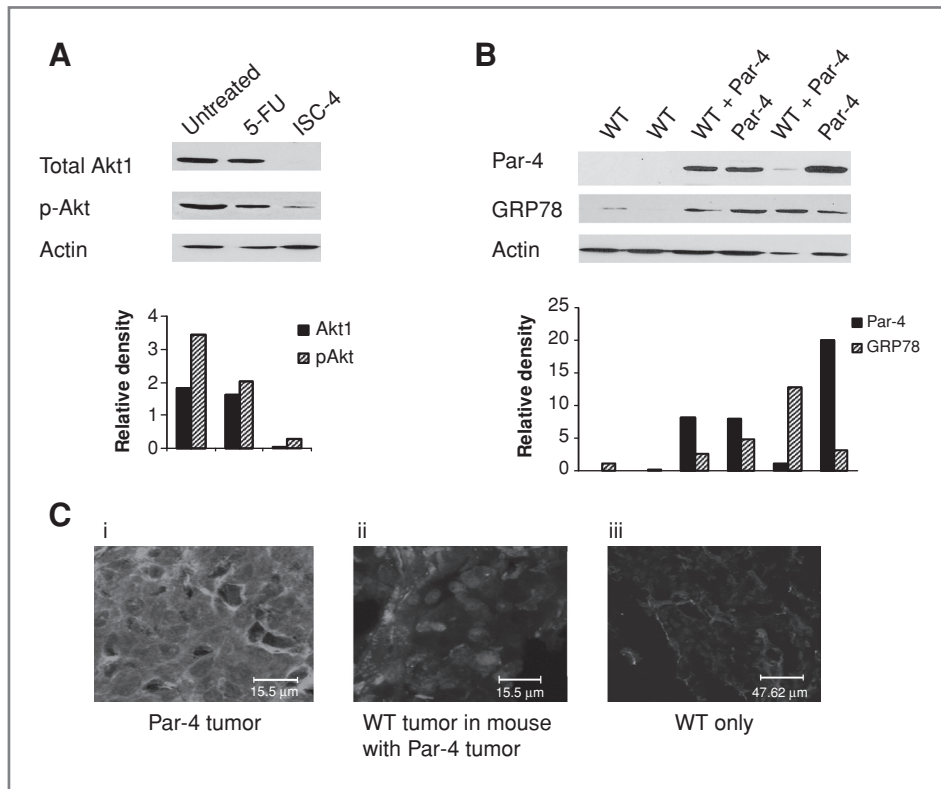 A
Untreated
5-FU
ISC-4
Total Akt1
p-Akt
Actin
Relative density
4
3
2
1
0
Akt1
pAkt
B
WT
WT
WT + Par-4
Par-4
WT + Par-4
Par-4
Par-4
GRP78
Actin
Relative density
25
20
15
10
5
0
Par-4
GRP78
C
i
15.5 µm
Par-4 tumor
ii
15.5 µm
WT tumor in mouse
with Par-4 tumor
iii
47.62 µm
WT only